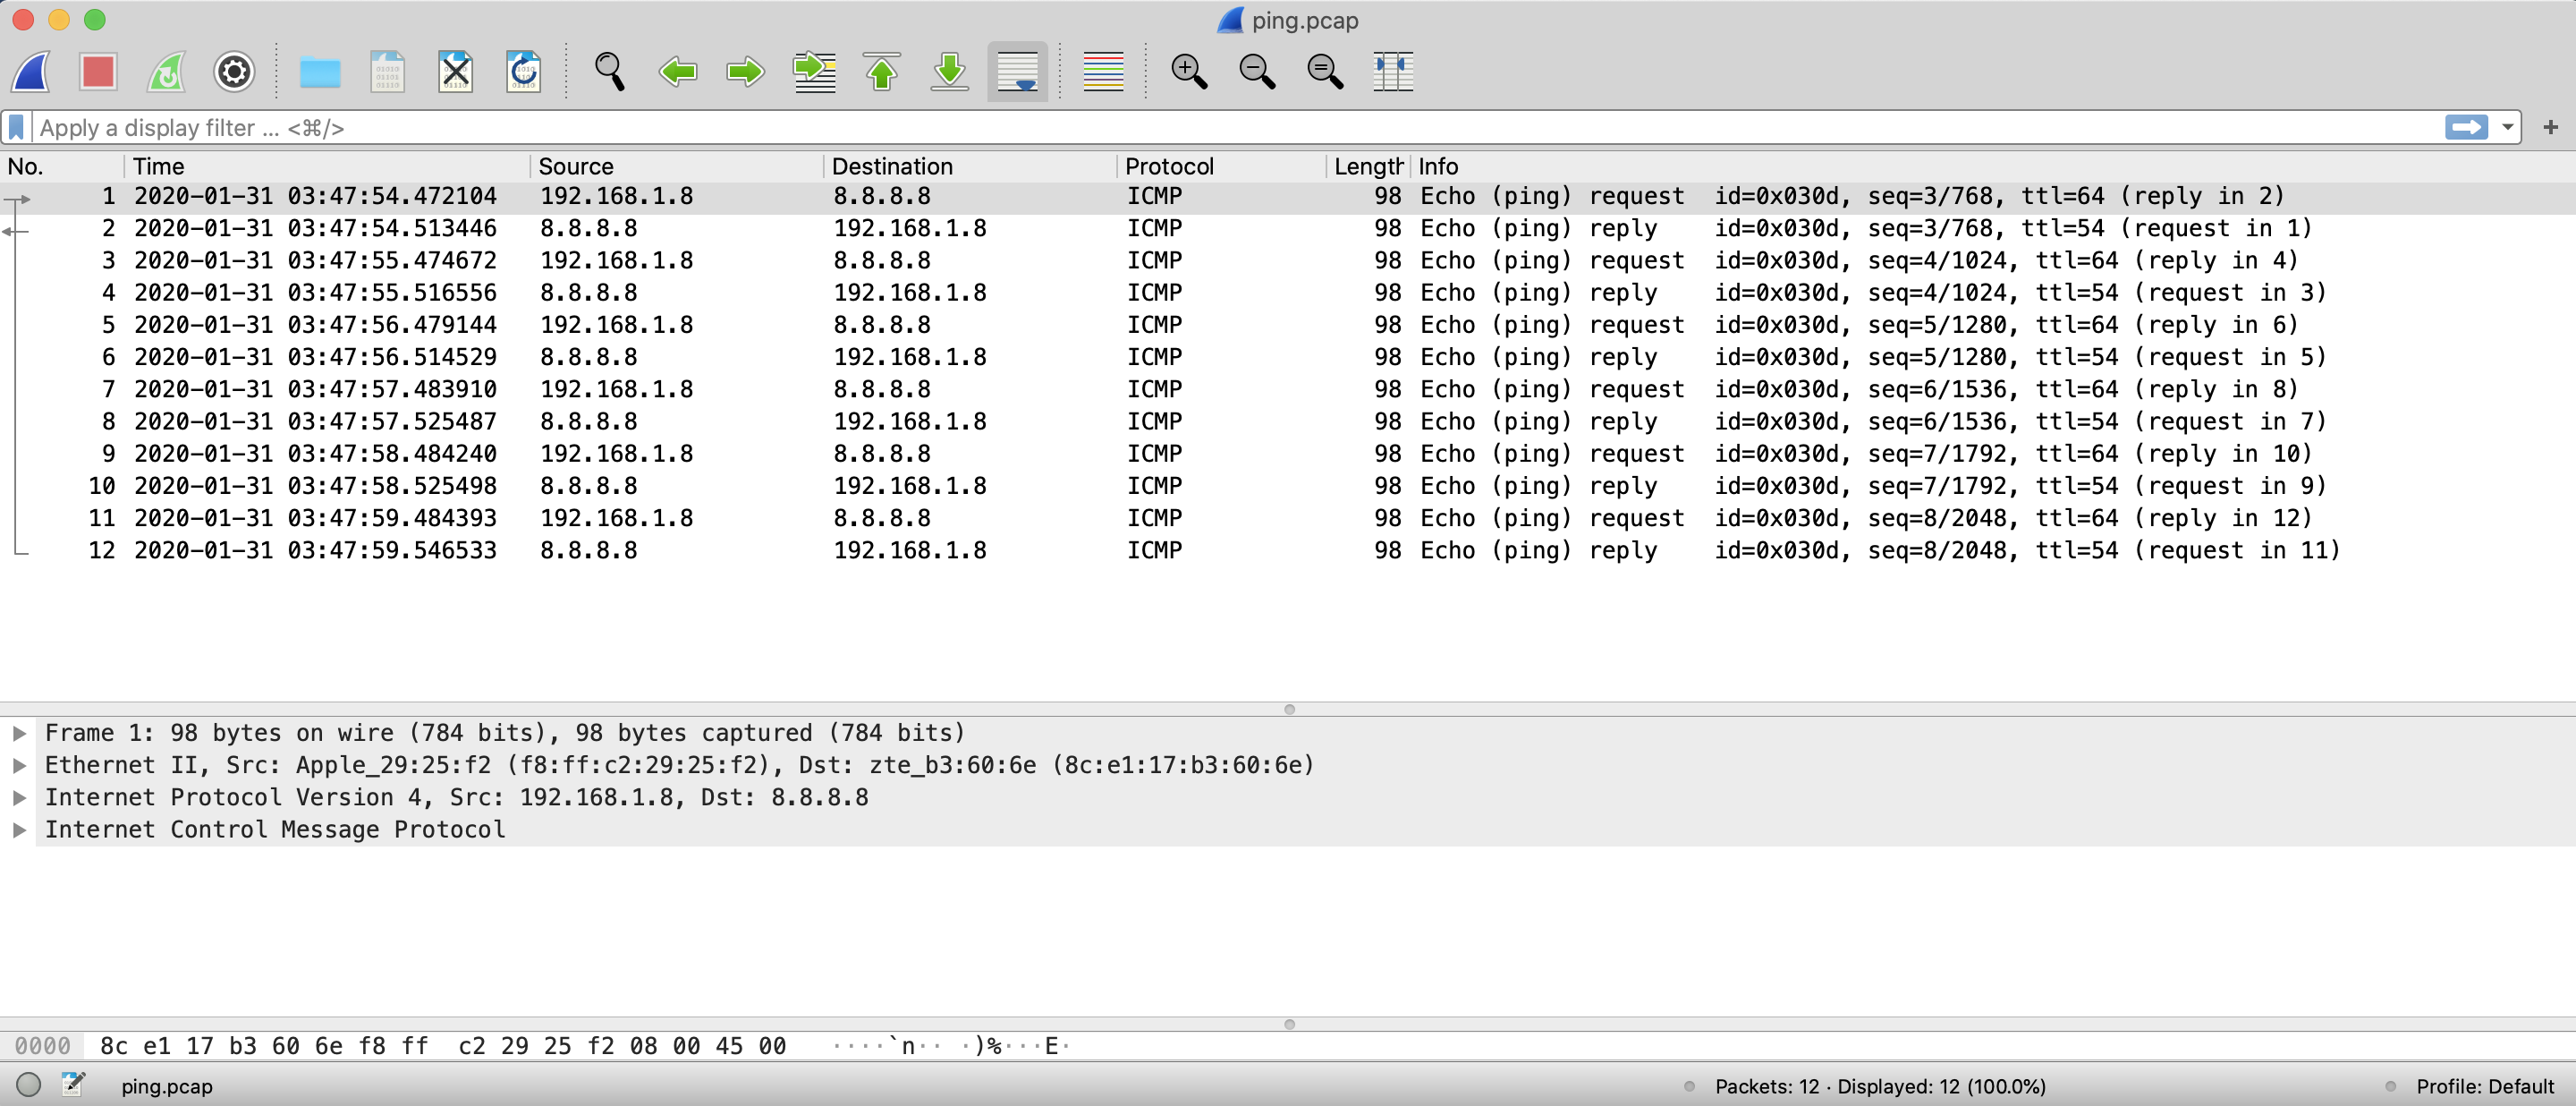 ping.pcap
Apply a display filter ... <⌘/>
No. Time Source Destination Protocol Length Info
1 2020-01-31 03:47:54.472104 192.168.1.8 8.8.8.8 ICMP 98 Echo (ping) request id=0x030d, seq=3/768, ttl=64 (reply in 2)
2 2020-01-31 03:47:54.513446 8.8.8.8 192.168.1.8 ICMP 98 Echo (ping) reply id=0x030d, seq=3/768, ttl=54 (request in 1)
3 2020-01-31 03:47:55.474672 192.168.1.8 8.8.8.8 ICMP 98 Echo (ping) request id=0x030d, seq=4/1024, ttl=64 (reply in 4)
4 2020-01-31 03:47:55.516556 8.8.8.8 192.168.1.8 ICMP 98 Echo (ping) reply id=0x030d, seq=4/1024, ttl=54 (request in 3)
5 2020-01-31 03:47:56.479144 192.168.1.8 8.8.8.8 ICMP 98 Echo (ping) request id=0x030d, seq=5/1280, ttl=64 (reply in 6)
6 2020-01-31 03:47:56.514529 8.8.8.8 192.168.1.8 ICMP 98 Echo (ping) reply id=0x030d, seq=5/1280, ttl=54 (request in 5)
7 2020-01-31 03:47:57.483910 192.168.1.8 8.8.8.8 ICMP 98 Echo (ping) request id=0x030d, seq=6/1536, ttl=64 (reply in 8)
8 2020-01-31 03:47:57.525487 8.8.8.8 192.168.1.8 ICMP 98 Echo (ping) reply id=0x030d, seq=6/1536, ttl=54 (request in 7)
9 2020-01-31 03:47:58.484240 192.168.1.8 8.8.8.8 ICMP 98 Echo (ping) request id=0x030d, seq=7/1792, ttl=64 (reply in 10)
10 2020-01-31 03:47:58.525498 8.8.8.8 192.168.1.8 ICMP 98 Echo (ping) reply id=0x030d, seq=7/1792, ttl=54 (request in 9)
11 2020-01-31 03:47:59.484393 192.168.1.8 8.8.8.8 ICMP 98 Echo (ping) request id=0x030d, seq=8/2048, ttl=64 (reply in 12)
12 2020-01-31 03:47:59.546533 8.8.8.8 192.168.1.8 ICMP 98 Echo (ping) reply id=0x030d, seq=8/2048, ttl=54 (request in 11)
Frame 1: 98 bytes on wire (784 bits), 98 bytes captured (784 bits)
Ethernet II, Src: Apple_29:25:f2 (f8:ff:c2:29:25:f2), Dst: zte_b3:60:6e (8c:e1:17:b3:60:6e)
Internet Protocol Version 4, Src: 192.168.1.8, Dst: 8.8.8.8
Internet Control Message Protocol
0000 8c e1 17 b3 60 6e f8 ff c2 29 25 f2 08 00 45 00 ····`n·· ·)%···E·
ping.pcap Packets: 12 · Displayed: 12 (100.0%) Profile: Default